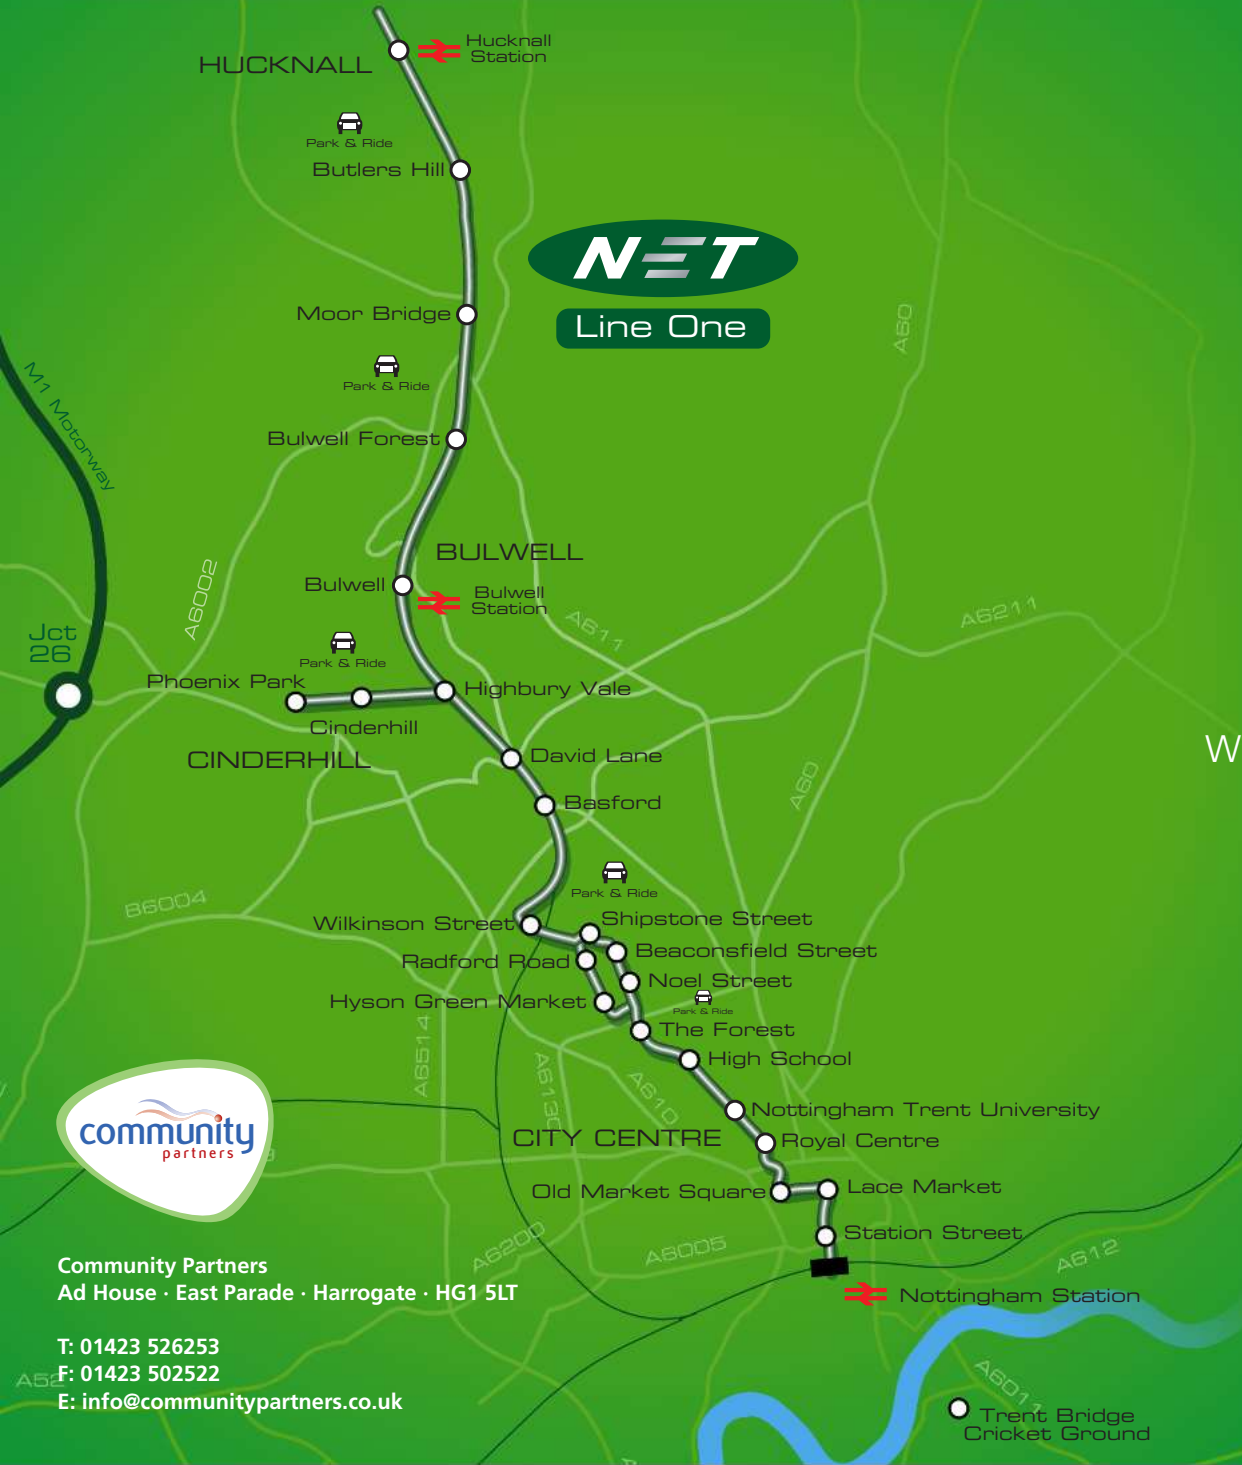 Hucknall
Station
HUCKNALL
Park & Ride
Butlers Hill
NET
Line One
Moor Bridge
A60
Park & Ride
M1 Motorway
Bulwell Forest
BULWELL
Bulwell
Bulwell
Station
A6002
A611
A6211
Jct
26
Park & Ride
Phoenix Park
Highbury Vale
Cinderhill
CINDERHILL
David Lane
W
A60
Basford
Park & Ride
B6004
Wilkinson Street
Shipstone Street
Beaconsfield Street
Radford Road
Noel Street
Hyson Green Market
Park & Ride
The Forest
High School
A6514
A6130
A610
Nottingham Trent University
CITY CENTRE
Royal Centre
community
partners
Old Market Square
Lace Market
Station Street
A6200
A6005
A612
Nottingham Station
Community Partners
Ad House · East Parade · Harrogate · HG1 5LT
T: 01423 526253
F: 01423 502522
E: info@communitypartners.co.uk
A52
A6011
Trent Bridge
Cricket Ground